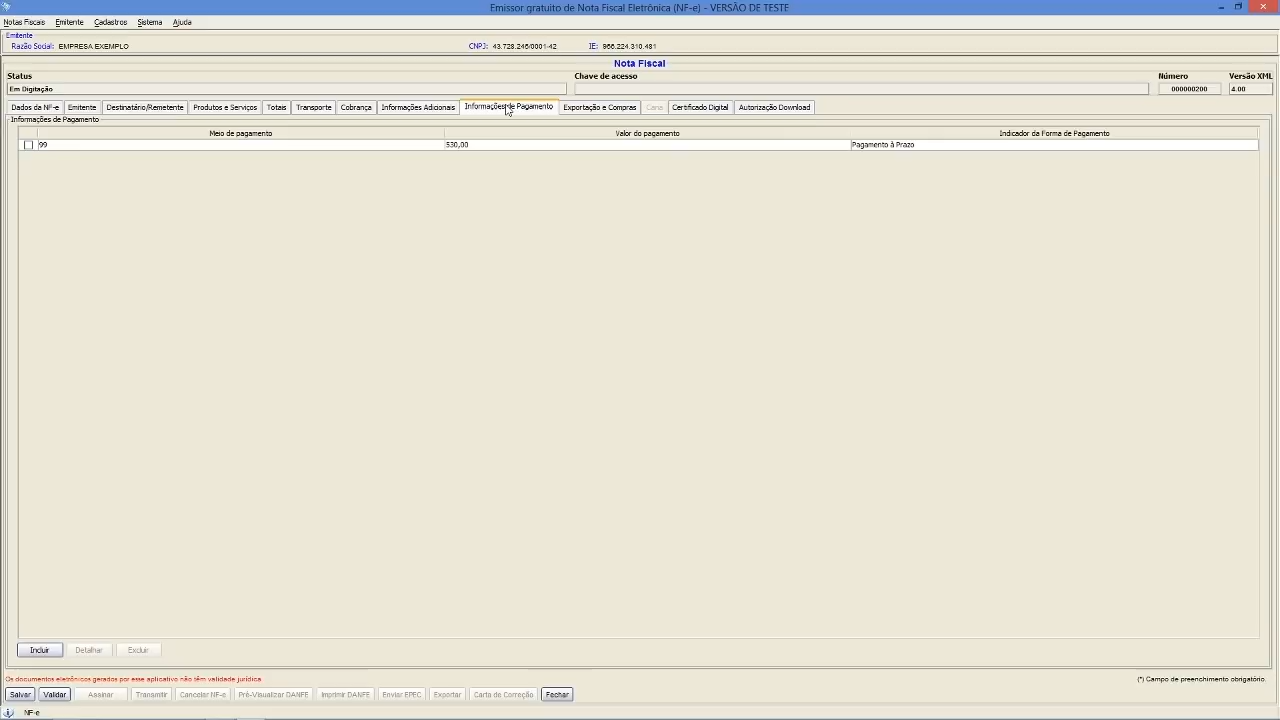 Emissor gratuito de Nota Fiscal Eletrônica (NF-e) - VERSÃO DE TESTE
Notas Fiscais Emitente Cadastros Sistema Ajuda
Emitente
Razão Social: EMPRESA EXEMPLO CNPJ: 43.728.245/0001-42 IE: 966.224.310.481
Nota Fiscal
Status Chave de acesso Número Versão XML
Em Digitação 000000200 4.00
Dados da NF-e Emitente Destinatário/Remetente Produtos e Serviços Totais Transporte Cobrança Informações Adicionais Informações de Pagamento Exportação e Compras Cana Certificado Digital Autorização Download
Informações de Pagamento
Meio de pagamento Valor do pagamento Indicador da Forma de Pagamento
99 530,00 Pagamento à Prazo
Incluir Detalhar Excluir
Os documentos eletrônicos gerados por esse aplicativo não têm validade jurídica (*) Campo de preenchimento obrigatório.
Salvar Validar Assinar Transmitir Cancelar NF-e Pré-Visualizar DANFE Imprimir DANFE Enviar EPEC Exportar Carta de Correção Fechar
NF-e